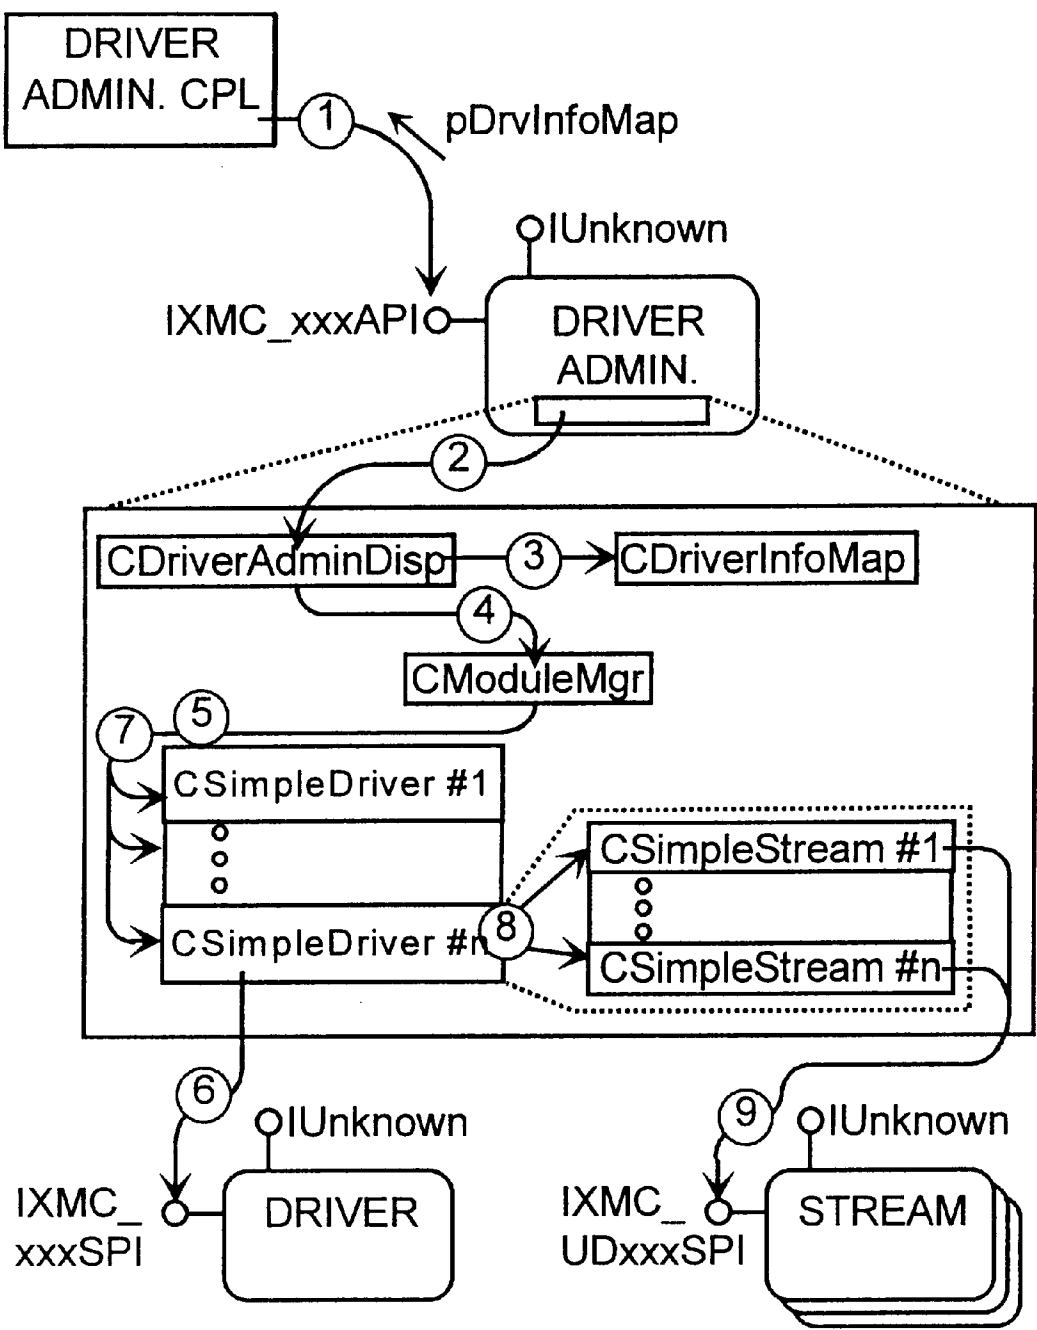 DRIVER
ADMIN. CPL
1
pDrvInfoMap
IUnknown
IXMC_xxxAPI
DRIVER
ADMIN.
2
CDriverAdminDisp
3
CDriverInfoMap
4
CModuleMgr
5
7
CSimpleDriver #1
CSimpleStream #1
8
CSimpleDriver #n
CSimpleStream #n
6
9
IUnknown
IUnknown
IXMC_
xxxSPI
DRIVER
IXMC_
UDxxxSPI
STREAM